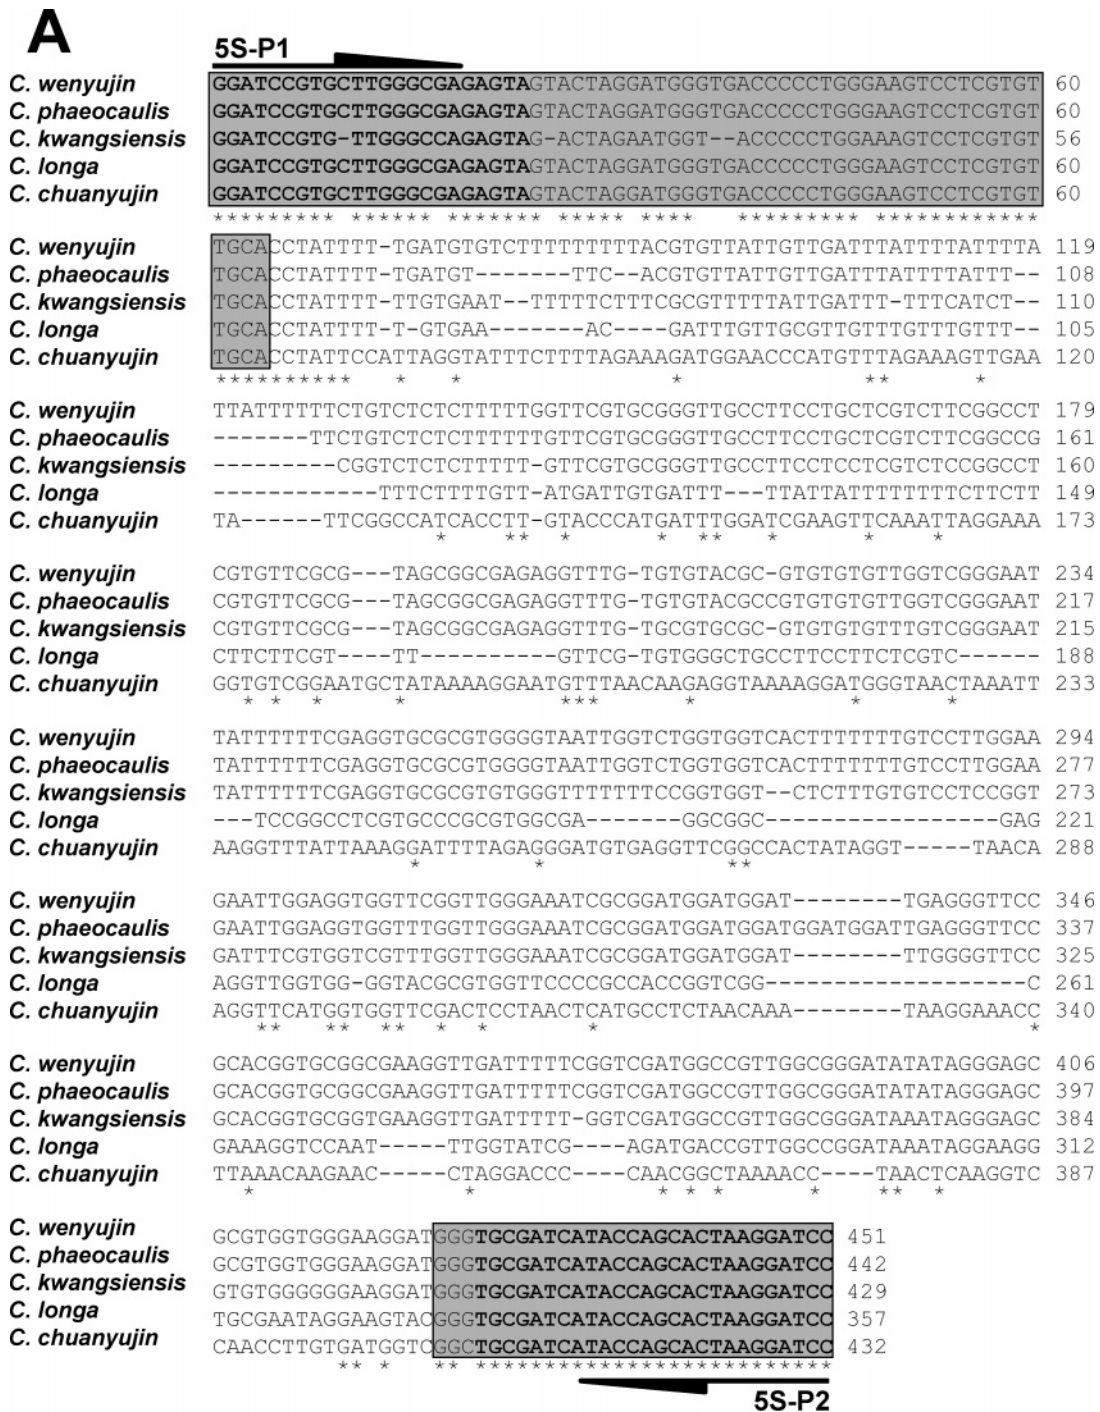 A
5S-P1
C. wenyujin GGATCCGTGCTTGGGCGAGAGTAGTACTAGGATGGGTGACCCCCTGGGAAGTCCTCGTGT 60
C. phaeocaulis GGATCCGTGCTTGGGCGAGAGTAGTACTAGGATGGGTGACCCCCTGGGAAGTCCTCGTGT 60
C. kwangsiensis GGATCCGTG-TTGGGCCAGAGTAG-ACTAGAATGGT--ACCCCCTGGAAAGTCCTCGTGT 56
C. longa GGATCCGTGCTTGGGCGAGAGTAGTACTAGGATGGGTGACCCCCTGGGAAGTCCTCGTGT 60
C. chuanyujin GGATCCGTGCTTGGGCGAGAGTAGTACTAGGATGGGTGACCCCCTGGGAAGTCCTCGTGT 60
********* ****** ******* ***** **** ********* ************
C. wenyujin TGCACCTATTTT-TGATGTGTCTTTTTTTTTACGTGTTATTGTTGATTTATTTTATTTTA 119
C. phaeocaulis TGCACCTATTTT-TGATGT-------TTC--ACGTGTTATTGTTGATTTATTTTATTT-- 108
C. kwangsiensis TGCACCTATTTT-TTGTGAAT--TTTTTCTTTCGCGTTTTTATTGATTT-TTTCATCT-- 110
C. longa TGCACCTATTTT-T-GTGAA-------AC----GATTTGTTGCGTTGTTTGTTTGTTT-- 105
C. chuanyujin TGCACCTATTCCATTAGGTATTTCTTTTAGAAAGATGGAACCCATGTTTAGAAAGTTGAA 120
********** * * * ** *
C. wenyujin TTATTTTTTCTGTCTCTCTTTTTGGTTCGTGCGGGTTGCCTTCCTGCTCGTCTTCGGCCT 179
C. phaeocaulis -------TTCTGTCTCTCTTTTTTGTTCGTGCGGGTTGCCTTCCTGCTCGTCTTCGGCCG 161
C. kwangsiensis ---------CGGTCTCTCTTTTT-GTTCGTGCGGGTTGCCTTCCTCCTCGTCTCCGGCCT 160
C. longa ------------TTTCTTTTGTT-ATGATTGTGATTT---TTATTATTTTTTTTCTTCTT 149
C. chuanyujin TA------TTCGGCCATCACCTT-GTACCCATGATTTGGATCGAAGTTCAAATTAGGAAA 173
* ** * * ** * * *
C. wenyujin CGTGTTCGCG---TAGCGGCGAGAGGTTTG-TGTGTACGC-GTGTGTGTTGGTCGGGAAT 234
C. phaeocaulis CGTGTTCGCG---TAGCGGCGAGAGGTTTG-TGTGTACGCCGTGTGTGTTGGTCGGGAAT 217
C. kwangsiensis CGTGTTCGCG---TAGCGGCGAGAGGTTTG-TGCGTGCGC-GTGTGTGTTTGTCGGGAAT 215
C. longa CTTCTTCGT----TT----------GTTCG-TGTGGGCTGCCTTCCTTCTCGTC------ 188
C. chuanyujin GGTGTCGGAATGCTATAAAAGGAATGTTTAACAAGAGGTAAAAGGATGGGTAACTAAATT 233
* * * * *** * * *
C. wenyujin TATTTTTTCGAGGTGCGCGTGGGGTAATTGGTCTGGTGGTCACTTTTTTTGTCCTTGGAA 294
C. phaeocaulis TATTTTTTCGAGGTGCGCGTGGGGTAATTGGTCTGGTGGTCACTTTTTTTGTCCTTGGAA 277
C. kwangsiensis TATTTTTTCGAGGTGCGCGTGTGGGTTTTTTTCCGGTGGT--CTCTTTGTGTCCTCCGGT 273
C. longa ---TCCGGCCTCGTGCCCGCGTGGCGA-------GGCGGC-----------------GAG 221
C. chuanyujin AAGGTTTATTAAAGGATTTTAGAGGGATGTGAGGTTCGGCCACTATAGGT-----TAACA 288
* * **
C. wenyujin GAATTGGAGGTGGTTCGGTTGGGAAATCGCGGATGGATGGAT--------TGAGGGTTCC 346
C. phaeocaulis GAATTGGAGGTGGTTTGGTTGGGAAATCGCGGATGGATGGATGGATGGATTGAGGGTTCC 337
C. kwangsiensis GATTTCGTGGTCGTTTGGTTGGGAAATCGCGGATGGATGGAT--------TTGGGGTTCC 325
C. longa AGGTTGGTGG-GGTACGCGTGGTTCCCCGCCACCGGTCGG-------------------C 261
C. chuanyujin AGGTTCATGGTGGTTCGACTCCTAACTCATGCCTCTAACAAA--------TAAGGAAACC 340
** ** ** * * * *
C. wenyujin GCACGGTGCGGCGAAGGTTGATTTTTCGGTCGATGGCCGTTGGCGGGATATATAGGGAGC 406
C. phaeocaulis GCACGGTGCGGCGAAGGTTGATTTTTCGGTCGATGGCCGTTGGCGGGATATATAGGGAGC 397
C. kwangsiensis GCACGGTGCGGTGAAGGTTGATTTTT-GGTCGATGGCCGTTGGCGGGATAAATAGGGAGC 384
C. longa GAAAGGTCCAAT-----TTGGTATCG----AGATGACCGTTGGCCGGATAAATAGGAAGG 312
C. chuanyujin TTAAACAAGAAC-----CTAGGACCC----CAACGGCTAAAACC----TAACTCAAGGTC 387
* * * * * * ** *
C. wenyujin GCGTGGTGGGAAGGATGGGTGCGATCATACCAGCACTAAGGATCC 451
C. phaeocaulis GCGTGGTGGGAAGGATGGGTGCGATCATACCAGCACTAAGGATCC 442
C. kwangsiensis GTGTGGGGGGAAGGATGGGTGCGATCATACCAGCACTAAGGATCC 429
C. longa TGCGAATAGGAAGTACGGGTGCGATCATACCAGCACTAAGGATCC 357
C. chuanyujin CAACCTTGTGATGGTCGGCTGCGATCATACCAGCACTAAGGATCC 432
** * ** **************************
5S-P2